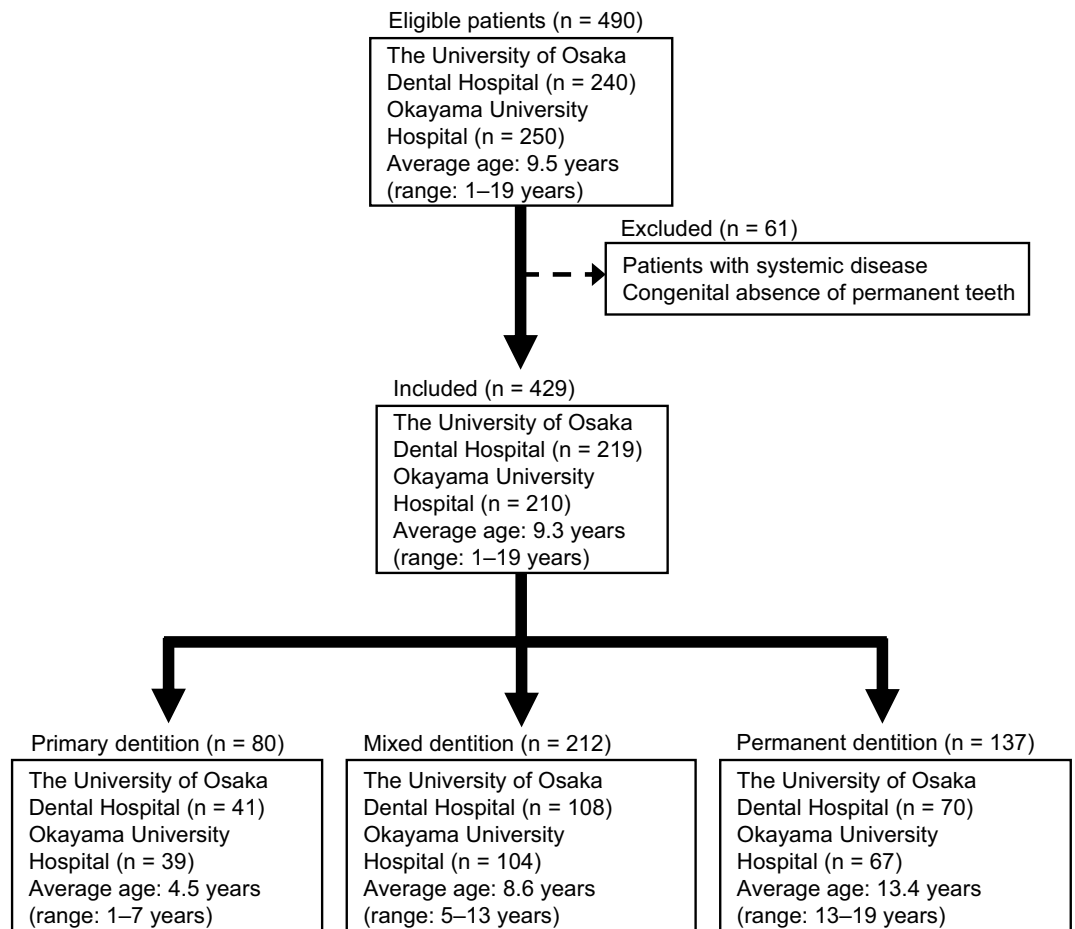 Eligible patients (n = 490)
The University of Osaka
Dental Hospital (n = 240)
Okayama University
Hospital (n = 250)
Average age: 9.5 years
(range: 1–19 years)
Excluded (n = 61)
Patients with systemic disease
Congenital absence of permanent teeth
Included (n = 429)
The University of Osaka
Dental Hospital (n = 219)
Okayama University
Hospital (n = 210)
Average age: 9.3 years
(range: 1–19 years)
Primary dentition (n = 80)
The University of Osaka
Dental Hospital (n = 41)
Okayama University
Hospital (n = 39)
Average age: 4.5 years
(range: 1–7 years)
Mixed dentition (n = 212)
The University of Osaka
Dental Hospital (n = 108)
Okayama University
Hospital (n = 104)
Average age: 8.6 years
(range: 5–13 years)
Permanent dentition (n = 137)
The University of Osaka
Dental Hospital (n = 70)
Okayama University
Hospital (n = 67)
Average age: 13.4 years
(range: 13–19 years)